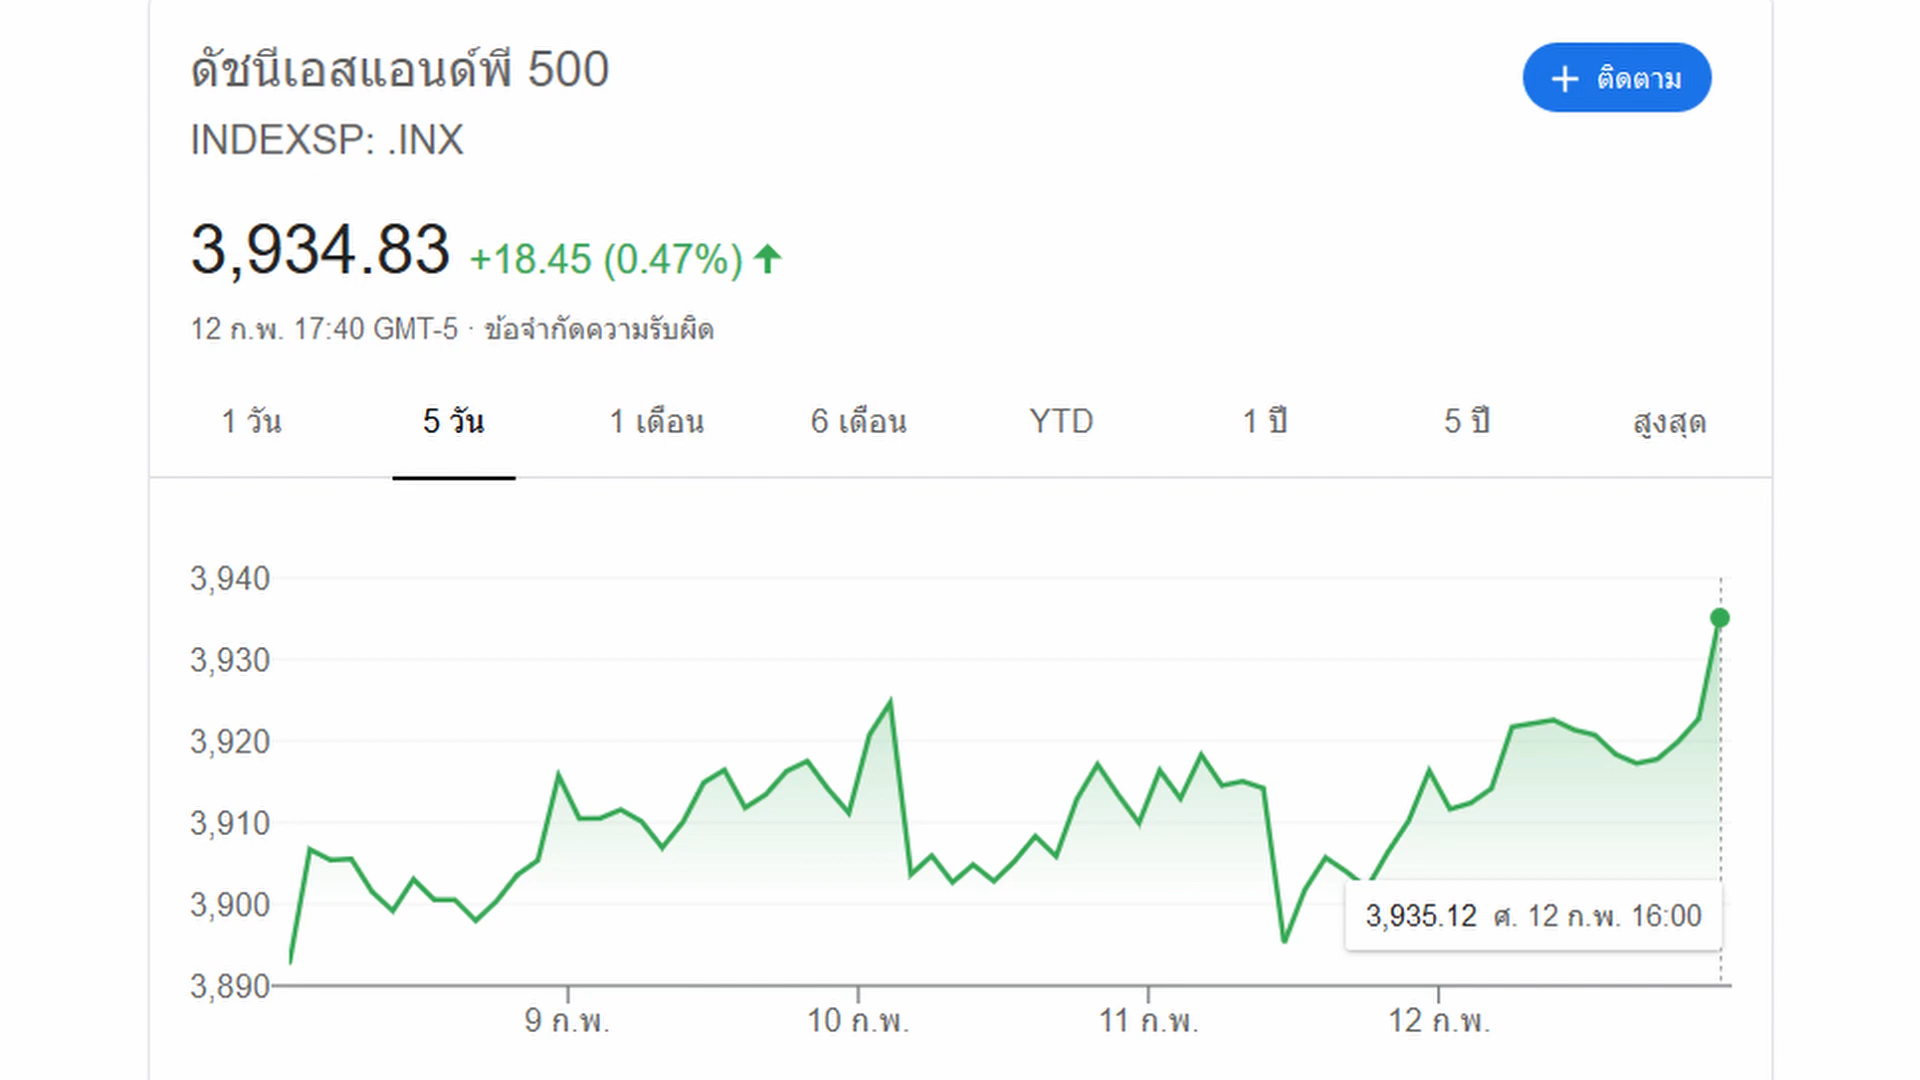 ดัชนีเอสแอนด์พี 500
+ ติดตาม
INDEXSP: .INX
3,934.83 +18.45 (0.47%)
12 ก.พ. 17:40 GMT-5 · ข้อจำกัดความรับผิด
1 วัน 5 วัน 1 เดือน 6 เดือน YTD 1 ปี 5 ปี สูงสุด
3,940
3,930
3,920
3,910
3,900
3,935.12 ศ. 12 ก.พ. 16:00
3,890
9 ก.พ. 10 ก.พ. 11 ก.พ. 12 ก.พ.